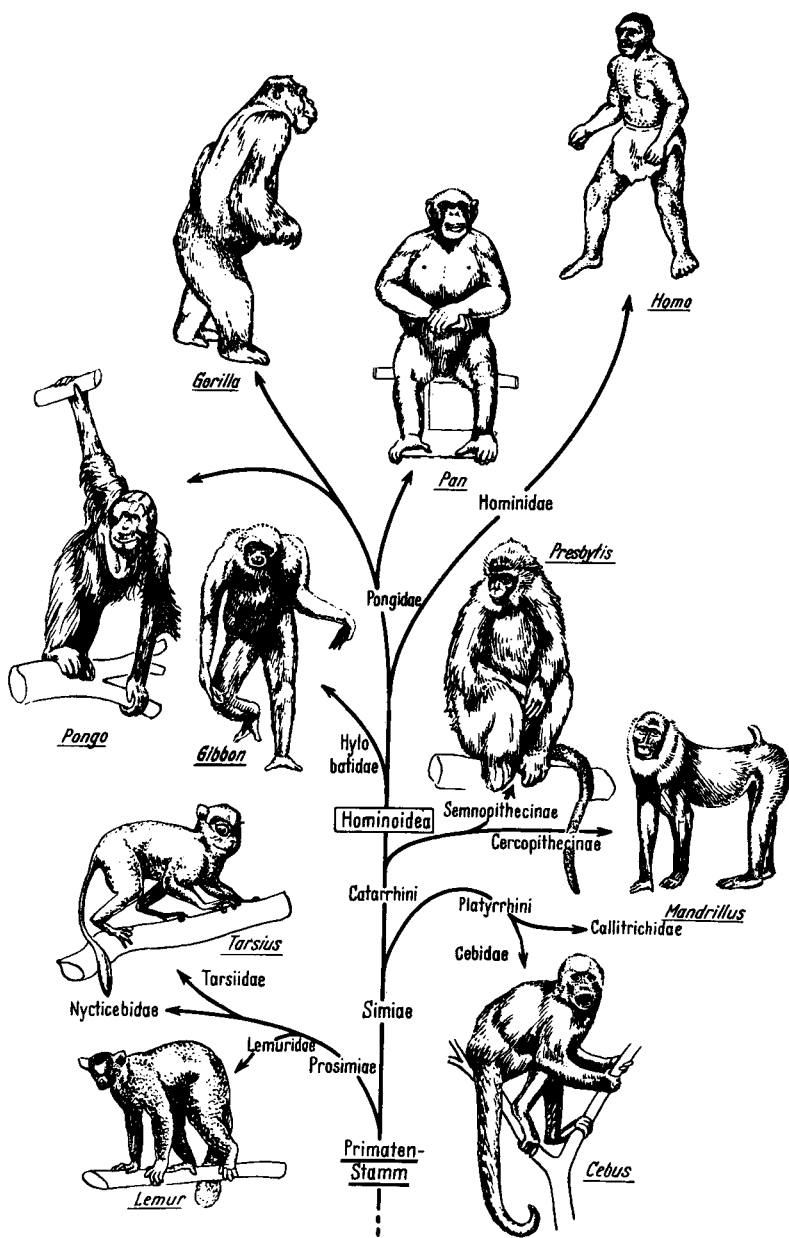 Homo
Gorilla
Pan
Hominidae
Presbytis
Pongidae
Pongo
Gibbon
Hylo
batidae
Hominoidea
Semnopithecinae
Cercopithecinae
Mandrillus
Catarrhini
Platyrrhini
Callitrichidae
Cebidae
Tarsius
Tarsiidae
Nycticebidae
Simiae
Lemuridae
Prosimiae
Primaten-
Stamm
Lemur
Cebus